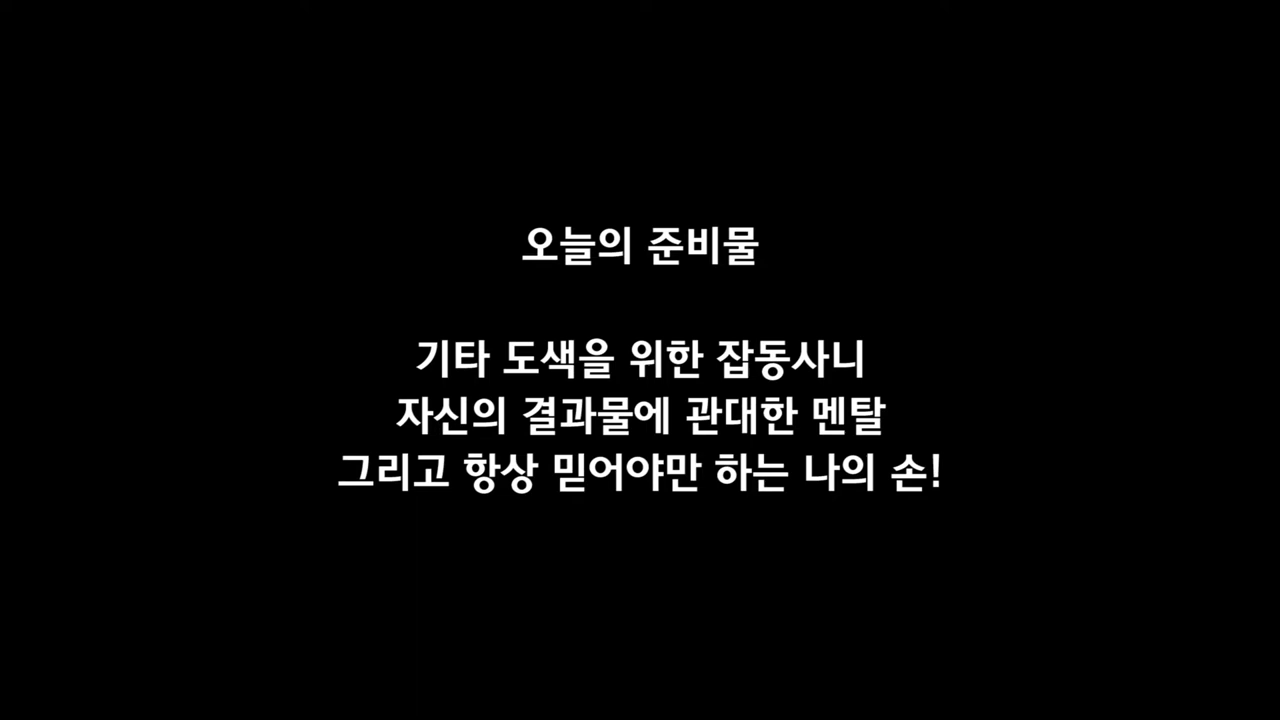 오늘의 준비물
기타 도색을 위한 잡동사니
자신의 결과물에 관대한 멘탈
그리고 항상 믿어야만 하는 나의 손!